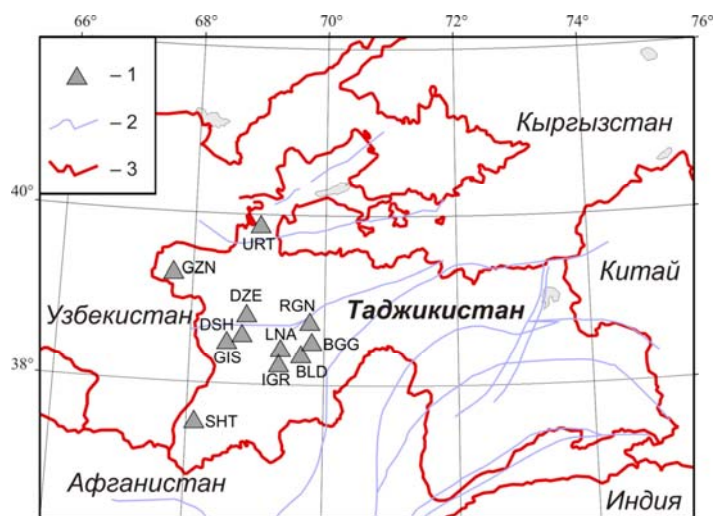 66° 68° 70° 72° 74° 76°
– 1
– 2
– 3
Кыргызстан
40°
URT
GZN
Китай
Узбекистан
DZE
RGN
Таджикистан
DSH
LNA
GIS
BGG
38°
IGR
BLD
SHT
Афганистан
Индия